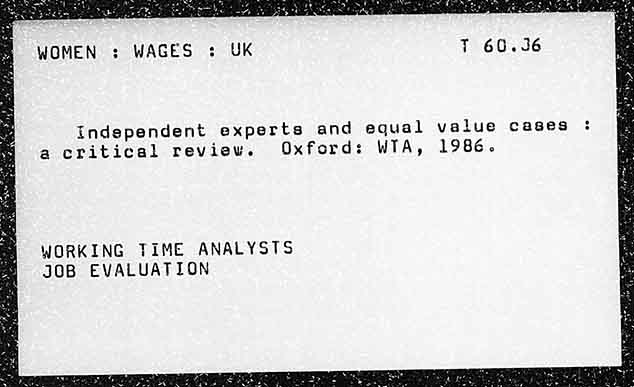 WOMEN : WAGES : UK T 60.J6
Independent experts and equal value cases :
a critical review. Oxford: WTA, 1986.
WORKING TIME ANALYSTS
JOB EVALUATION